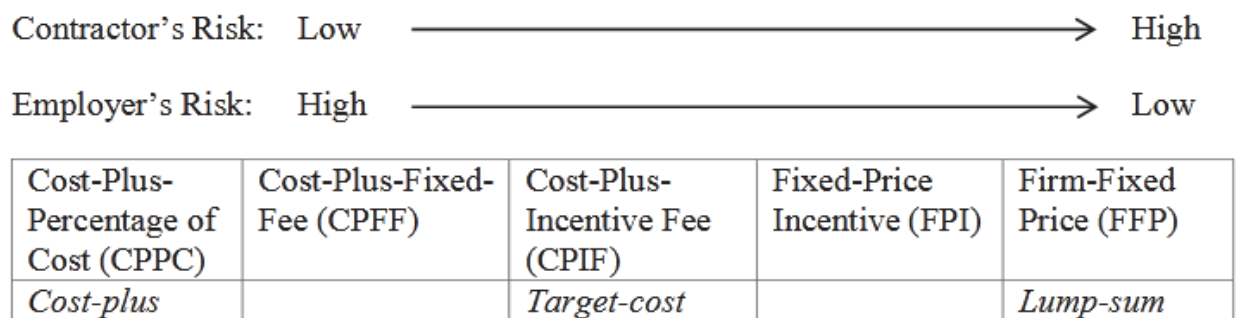 Contractor's Risk: Low High
Employer's Risk: High Low
Cost-Plus- Cost-Plus-Fixed- Cost-Plus- Fixed-Price Firm-Fixed
Percentage of Fee (CPFF) Incentive Fee Incentive (FPI) Price (FFP)
Cost (CPPC) (CPIF)
Cost-plus Target-cost Lump-sum